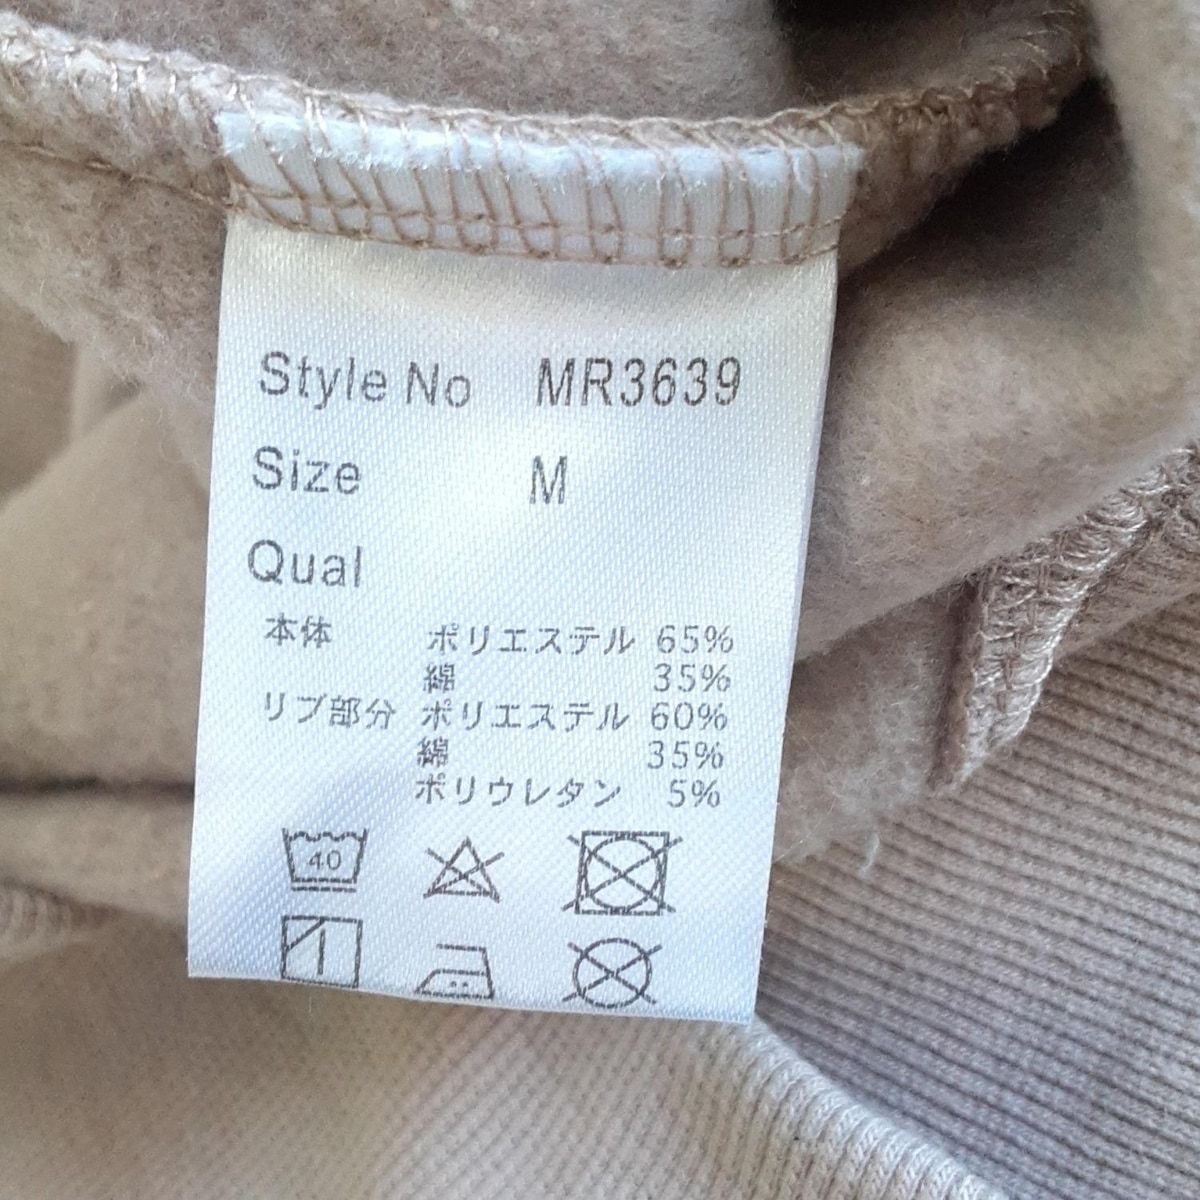 Style No MR3639
Size M
Qual
本体 ポリエステル 65%
綿 35%
リブ部分 ポリエステル 60%
綿 35%
ポリウレタン 5%
40